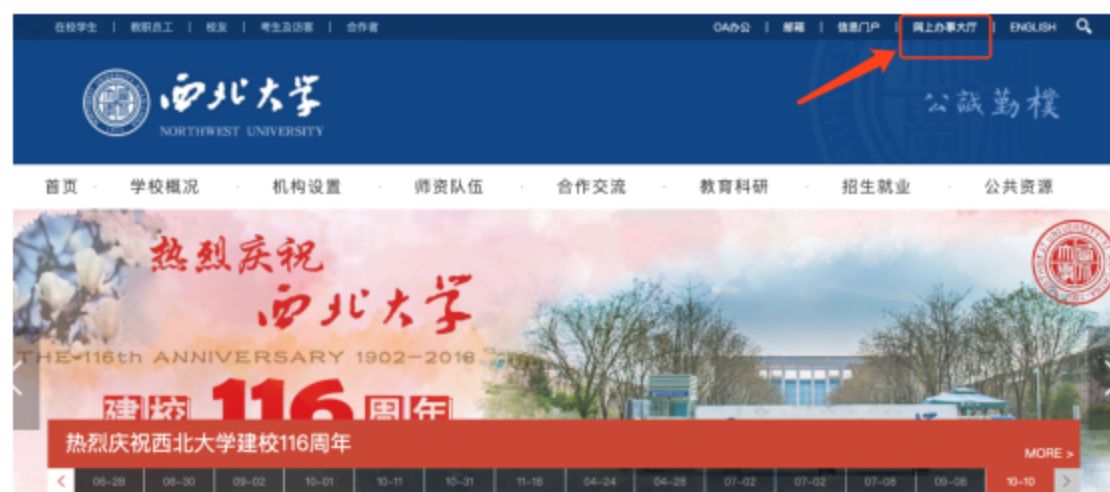 在校学生 | 教职员工 | 校友 | 考生及访客 | 合作者
OA办公 | 邮箱 | 信息门户 | 网上办事大厅 | ENGLISH
西北大学
NORTHWEST UNIVERSITY
公誠勤樸
首页 · 学校概况 · 机构设置 · 师资队伍 · 合作交流 · 教育科研 · 招生就业 · 公共资源
热烈庆祝
西北大学
THE 116th ANNIVERSARY 1902-2018
建校 116 周年
热烈庆祝西北大学建校116周年
MORE >
< 06-28 06-30 09-02 10-01 10-11 10-31 11-16 04-24 04-28 07-02 07-02 07-06 09-06 10-10 >